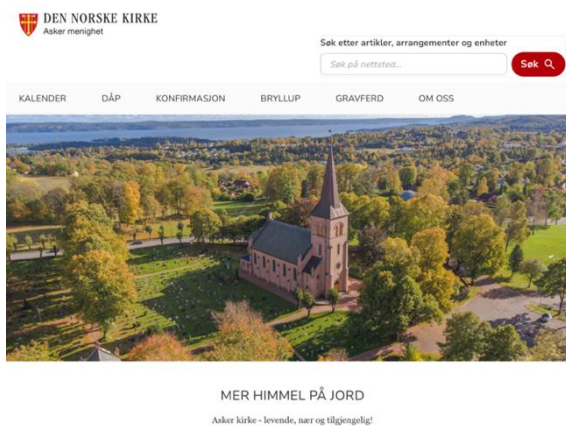 DEN NORSKE KIRKE
Asker menighet
Søk etter artikler, arrangementer og enheter
Søk på nettsted...
Søk
KALENDER DÅP KONFIRMASJON BRYLLUP GRAVFERD OM OSS
MER HIMMEL PÅ JORD
Asker kirke - levende, nær og tilgjengelig!